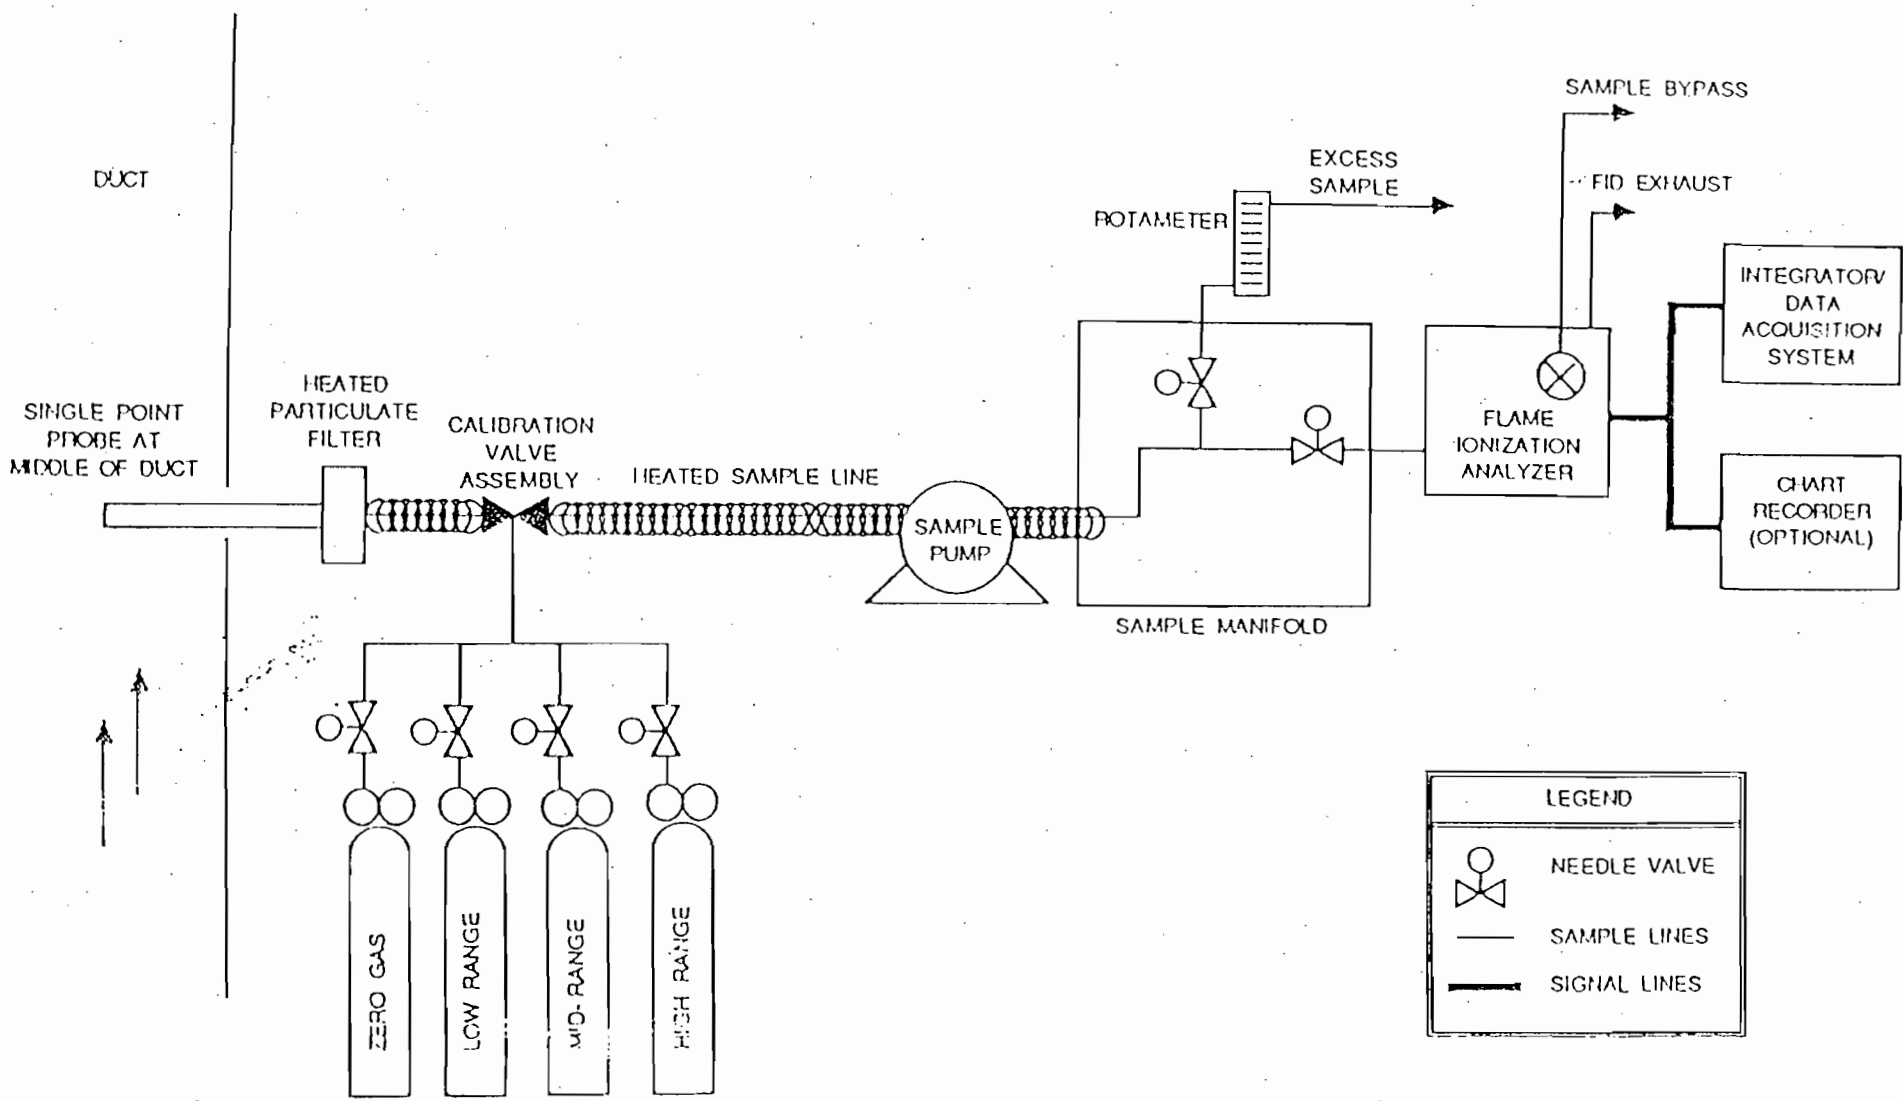 SAMPLE BYPASS
DUCT
EXCESS
SAMPLE
FID EXHAUST
ROTAMETER
INTEGRATOR/
DATA
ACQUISITION
SYSTEM
HEATED
PARTICULATE
FILTER
SINGLE POINT
PROBE AT
MIDDLE OF DUCT
CALIBRATION
VALVE
ASSEMBLY
HEATED SAMPLE LINE
FLAME
IONIZATION
ANALYZER
SAMPLE
PUMP
CHART
RECORDER
(OPTIONAL)
SAMPLE MANIFOLD
ZERO GAS
LOW RANGE
MID-RANGE
HIGH RANGE
LEGEND
NEEDLE VALVE
SAMPLE LINES
SIGNAL LINES